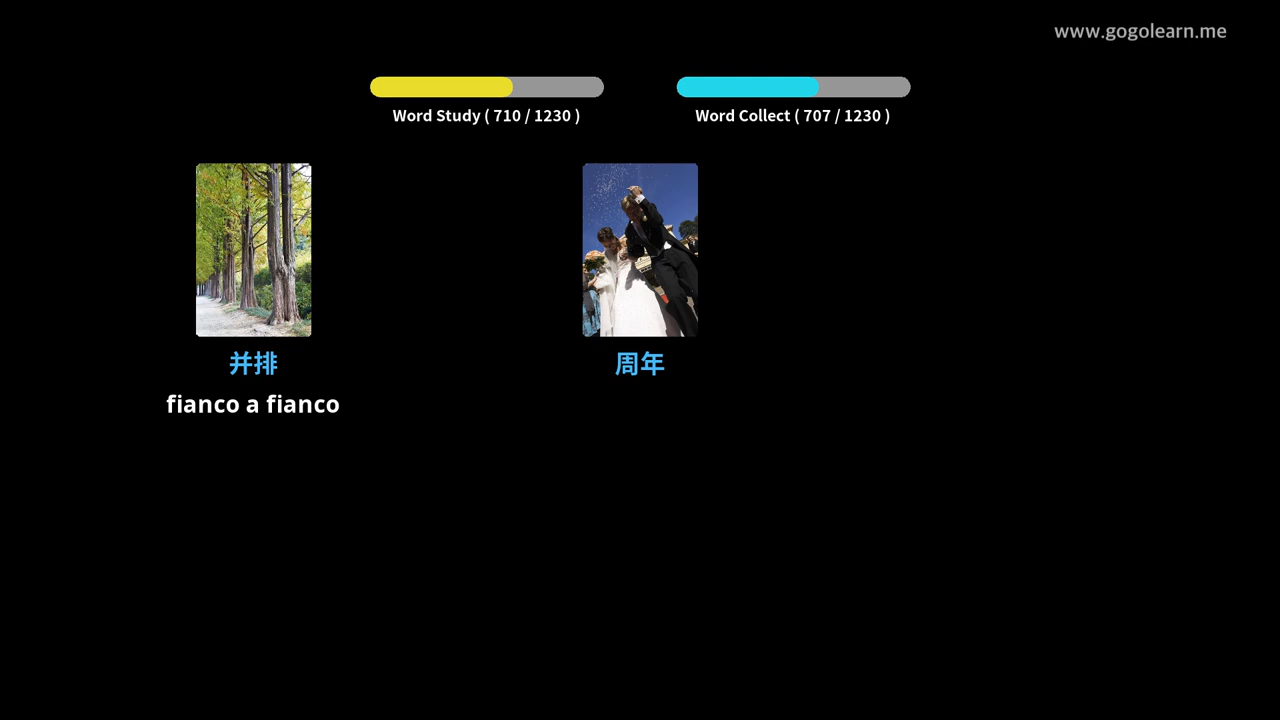 www.gogolearn.me
Word Study ( 710 / 1230 )
Word Collect ( 707 / 1230 )
并排
周年
fianco a fianco